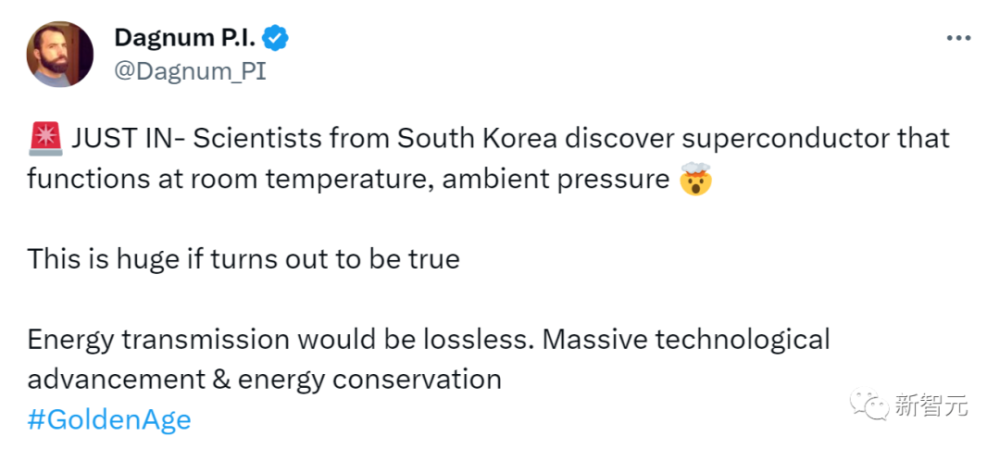 Dagnum P.I.
@Dagnum_PI
🚨 JUST IN- Scientists from South Korea discover superconductor that
functions at room temperature, ambient pressure 🤯
This is huge if turns out to be true
Energy transmission would be lossless. Massive technological
advancement & energy conservation
#GoldenAge
新智元